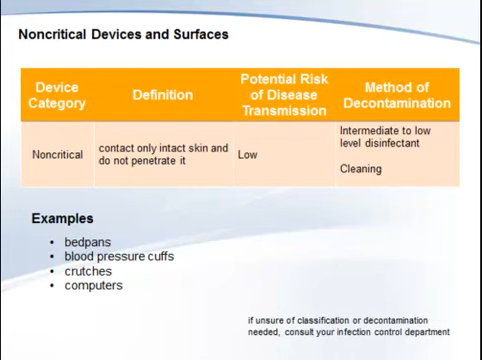 Noncritical Devices and Surfaces
Device
Category
Definition
Potential Risk
of Disease
Transmission
Method of
Decontamination
Noncritical
contact only intact skin and
do not penetrate it
Low
Intermediate to low
level disinfectant
Cleaning
Examples
• bedpans
• blood pressure cuffs
• crutches
• computers
if unsure of classification or decontamination
needed, consult your infection control department